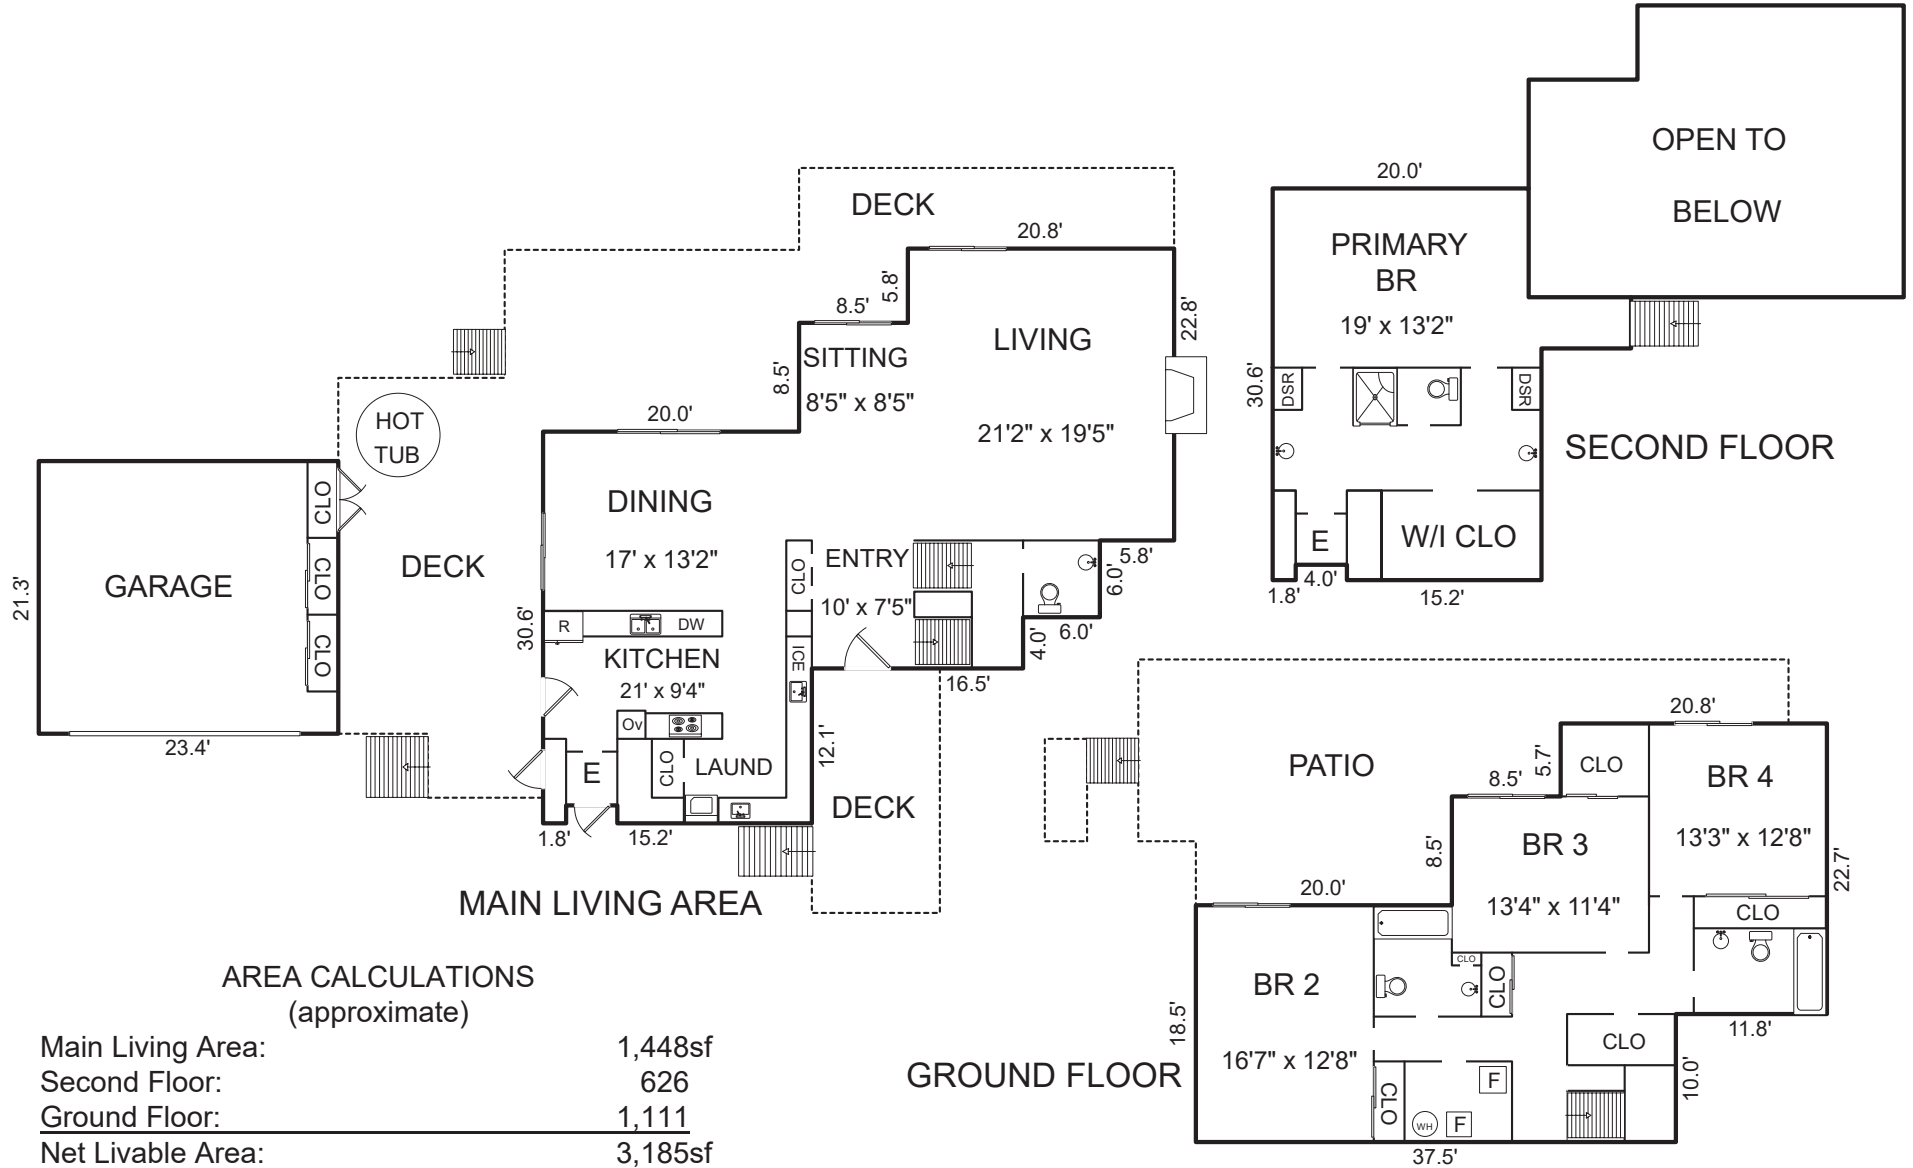 OPEN TO
BELOW
20.0'
PRIMARY
BR
19' x 13'2"
30.6'
DSR
DSR
SECOND FLOOR
E
W/I CLO
4.0'
1.8'
15.2'
DECK
20.8'
5.8'
8.5'
22.8'
LIVING
SITTING
8.5'
8'5" x 8'5"
21'2" x 19'5"
20.0'
HOT
TUB
DINING
17' x 13'2"
CLO
ENTRY
10' x 7'5"
5.8'
6.0'
6.0'
4.0'
16.5'
CLO
CLO
CLO
DECK
GARAGE
21.3'
23.4'
30.6'
R
DW
KITCHEN
21' x 9'4"
ICE
Ov
CLO
LAUND
E
12.1'
DECK
1.8'
15.2'
MAIN LIVING AREA
20.8'
PATIO
5.7'
8.5'
CLO
BR 4
13'3" x 12'8"
BR 3
13'4" x 11'4"
8.5'
22.7'
20.0'
CLO
CLO
CLO
BR 2
16'7" x 12'8"
18.5'
GROUND FLOOR
11.8'
CLO
10.0'
F
CLO
WH
F
37.5'
AREA CALCULATIONS
(approximate)
Main Living Area: 1,448sf
Second Floor: 626
Ground Floor: 1,111
Net Livable Area: 3,185sf